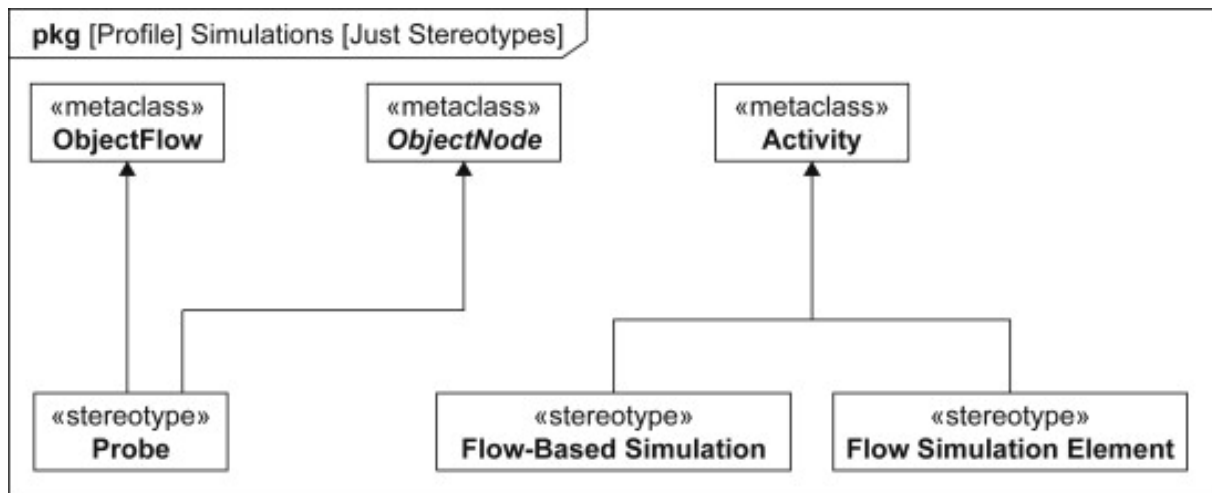 pkg [Profile] Simulations [Just Stereotypes]
«metaclass»
ObjectFlow
«metaclass»
ObjectNode
«metaclass»
Activity
«stereotype»
Probe
«stereotype»
Flow-Based Simulation
«stereotype»
Flow Simulation Element